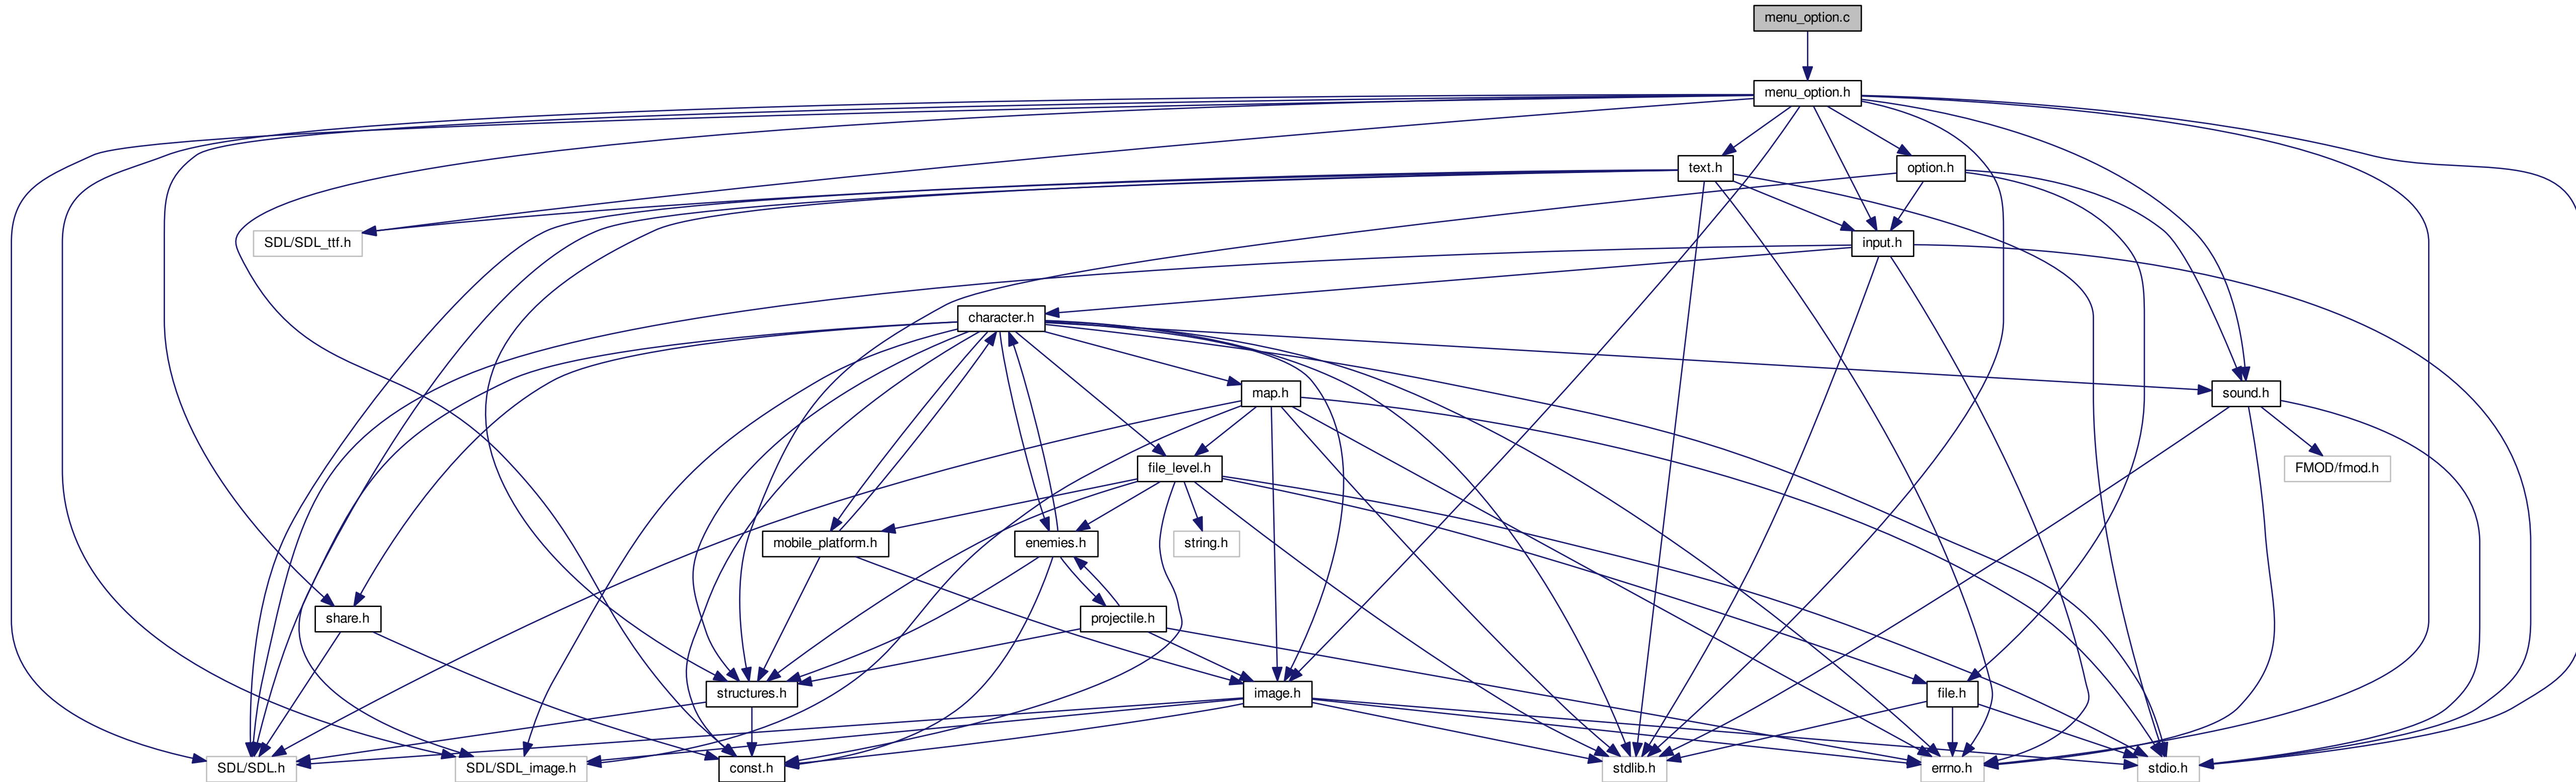 menu_option.c
menu_option.h
text.h
option.h
SDL/SDL_ttf.h
input.h
character.h
map.h
sound.h
file_level.h
FMOD/fmod.h
mobile_platform.h
enemies.h
string.h
share.h
projectile.h
structures.h
image.h
file.h
SDL/SDL.h
SDL/SDL_image.h
const.h
stdlib.h
errno.h
stdio.h